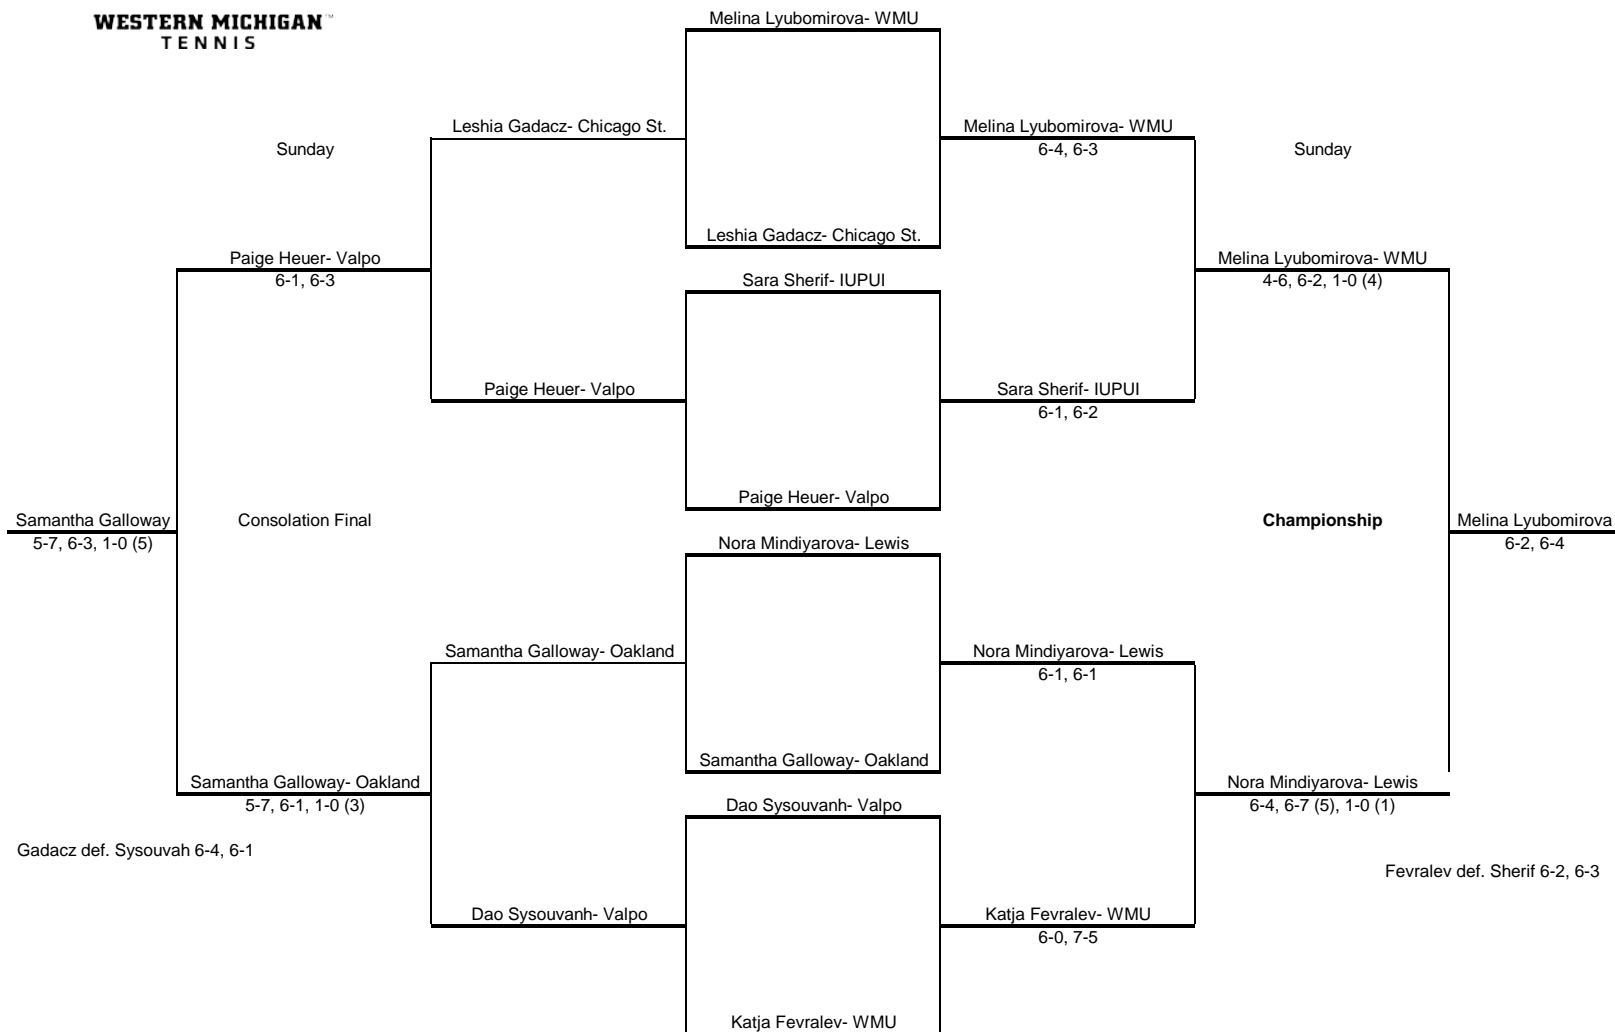 WESTERN MICHIGAN™
TENNIS
Melina Lyubomirova- WMU
Leshia Gadacz- Chicago St.
Melina Lyubomirova- WMU
Sunday
6-4, 6-3
Sunday
Leshia Gadacz- Chicago St.
Paige Heuer- Valpo
Melina Lyubomirova- WMU
6-1, 6-3
Sara Sherif- IUPUI
4-6, 6-2, 1-0 (4)
Paige Heuer- Valpo
Sara Sherif- IUPUI
6-1, 6-2
Paige Heuer- Valpo
Samantha Galloway
Consolation Final
Championship
Melina Lyubomirova
5-7, 6-3, 1-0 (5)
Nora Mindiyarova- Lewis
6-2, 6-4
Samantha Galloway- Oakland
Nora Mindiyarova- Lewis
6-1, 6-1
Samantha Galloway- Oakland
Samantha Galloway- Oakland
Nora Mindiyarova- Lewis
5-7, 6-1, 1-0 (3)
Dao Sysouvanh- Valpo
6-4, 6-7 (5), 1-0 (1)
Gadacz def. Sysouvah 6-4, 6-1
Fevralev def. Sherif 6-2, 6-3
Dao Sysouvanh- Valpo
Katja Fevralev- WMU
6-0, 7-5
Katja Fevralev- WMU